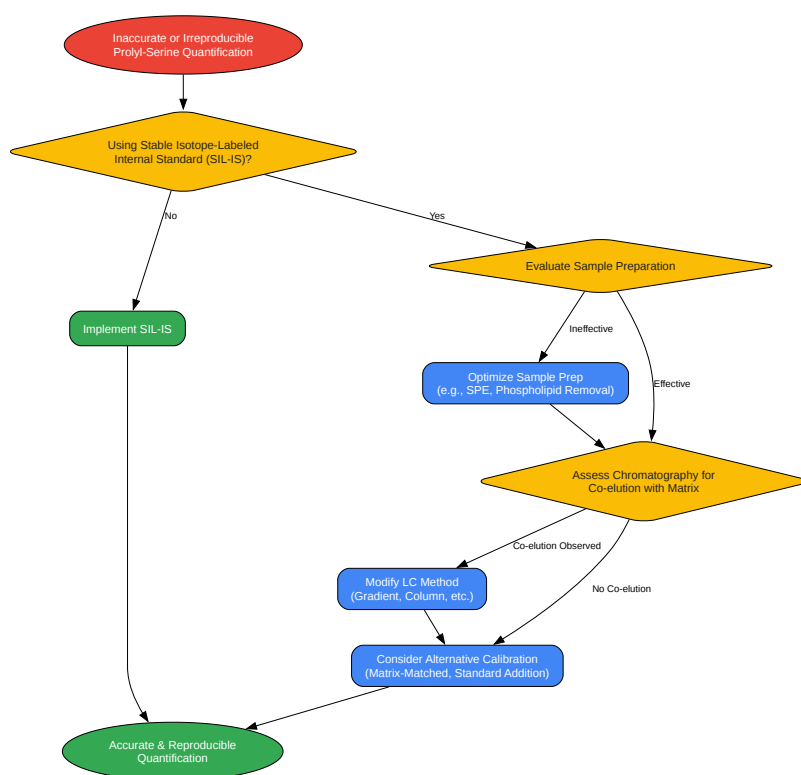 Inaccurate or Irreproducible
Prolyl-Serine Quantification
Using Stable Isotope-Labeled
Internal Standard (SIL-IS)?
No
Yes
Evaluate Sample Preparation
Implement SIL-IS
Ineffective
Optimize Sample Prep
(e.g., SPE, Phospholipid Removal)
Effective
Assess Chromatography for
Co-elution with Matrix
Co-elution Observed
Modify LC Method
(Gradient, Column, etc.)
No Co-elution
Consider Alternative Calibration
(Matrix-Matched, Standard Addition)
Accurate & Reproducible
Quantification